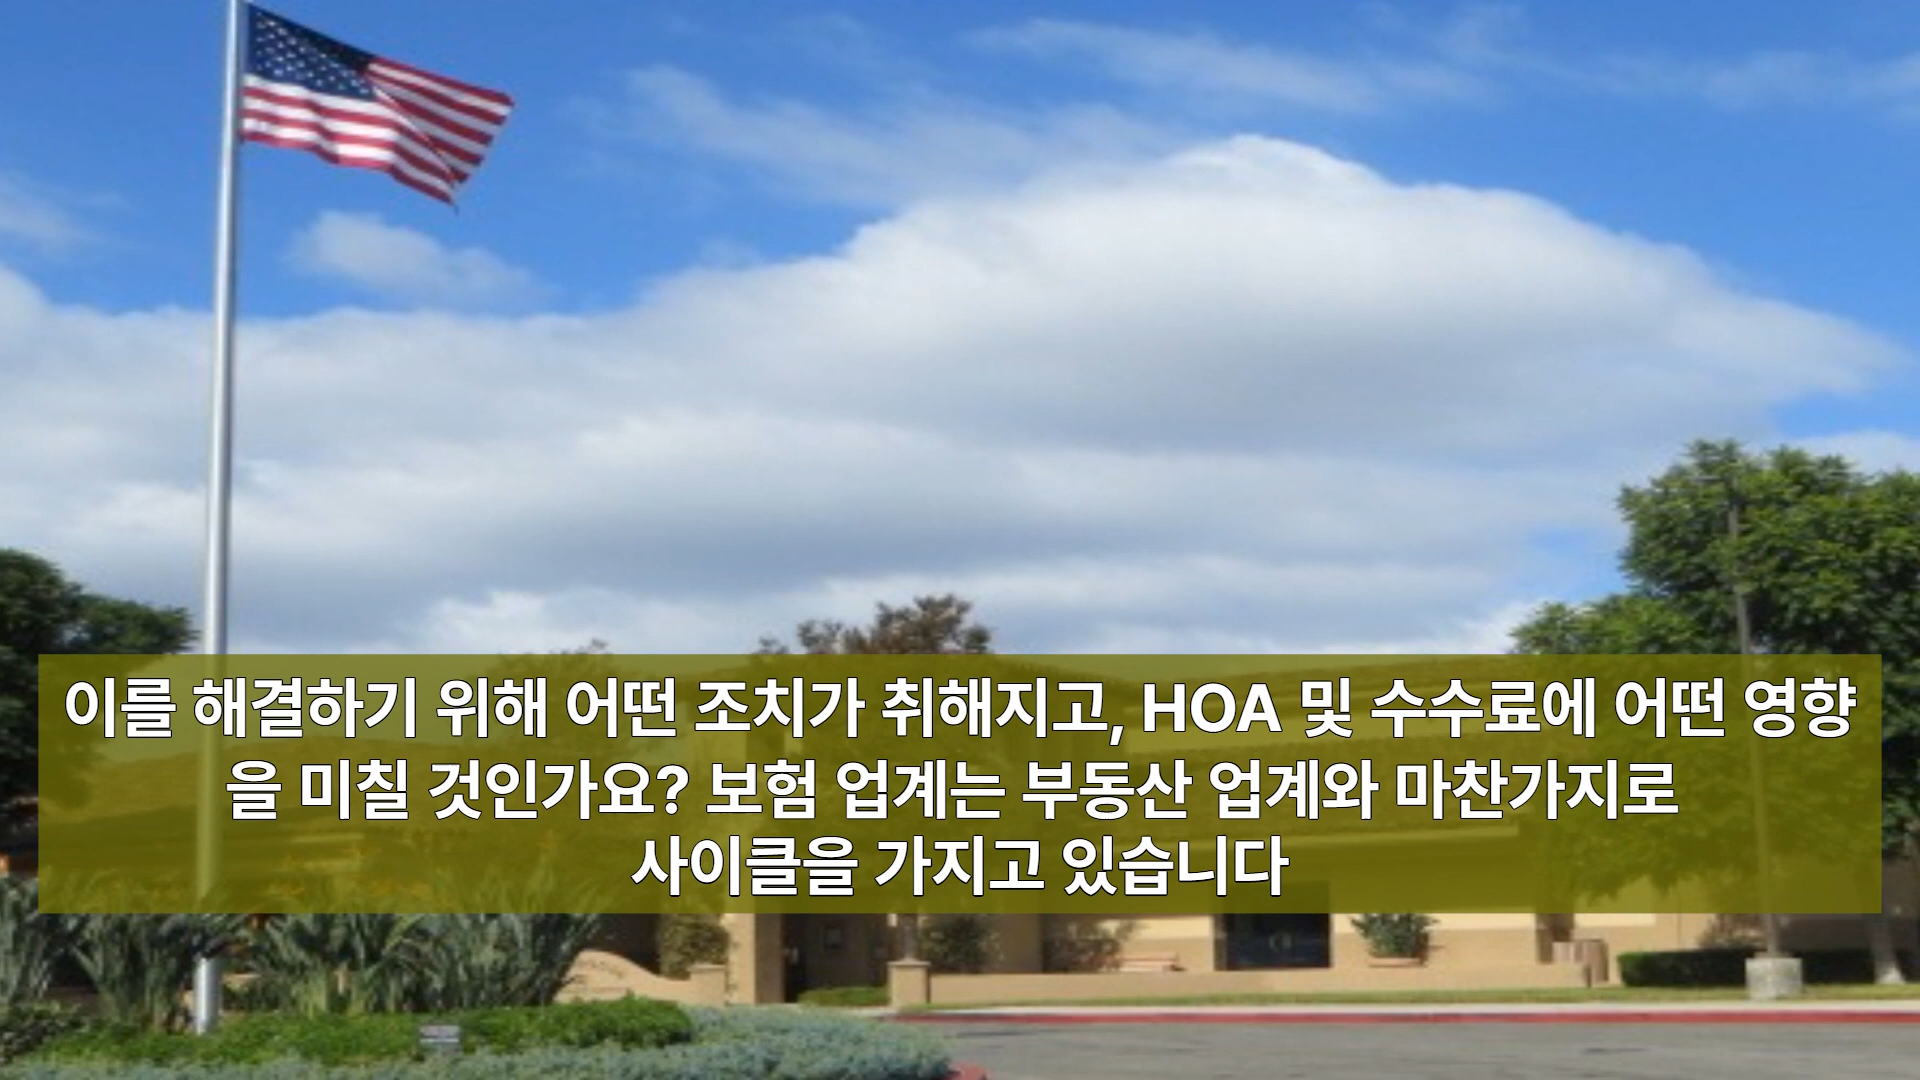 이를 해결하기 위해 어떤 조치가 취해지고, HOA 및 수수료에 어떤 영향
을 미칠 것인가요? 보험 업계는 부동산 업계와 마찬가지로
사이클을 가지고 있습니다